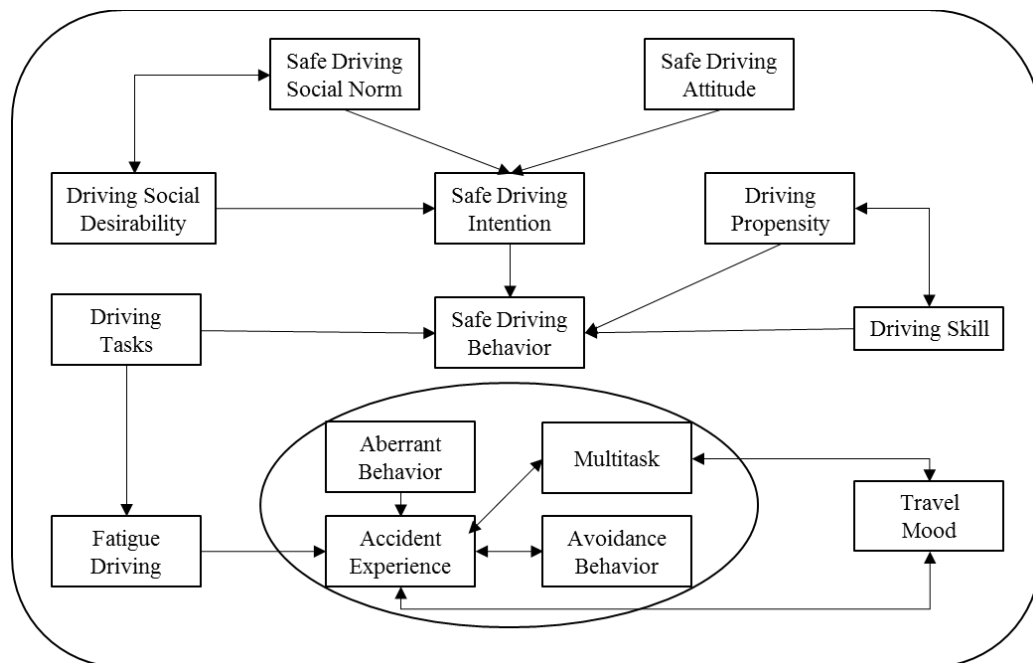 Safe Driving
Social Norm
Safe Driving
Attitude
Driving Social
Desirability
Safe Driving
Intention
Driving
Propensity
Driving
Tasks
Safe Driving
Behavior
Driving Skill
Aberrant
Behavior
Multitask
Fatigue
Driving
Accident
Experience
Avoidance
Behavior
Travel
Mood